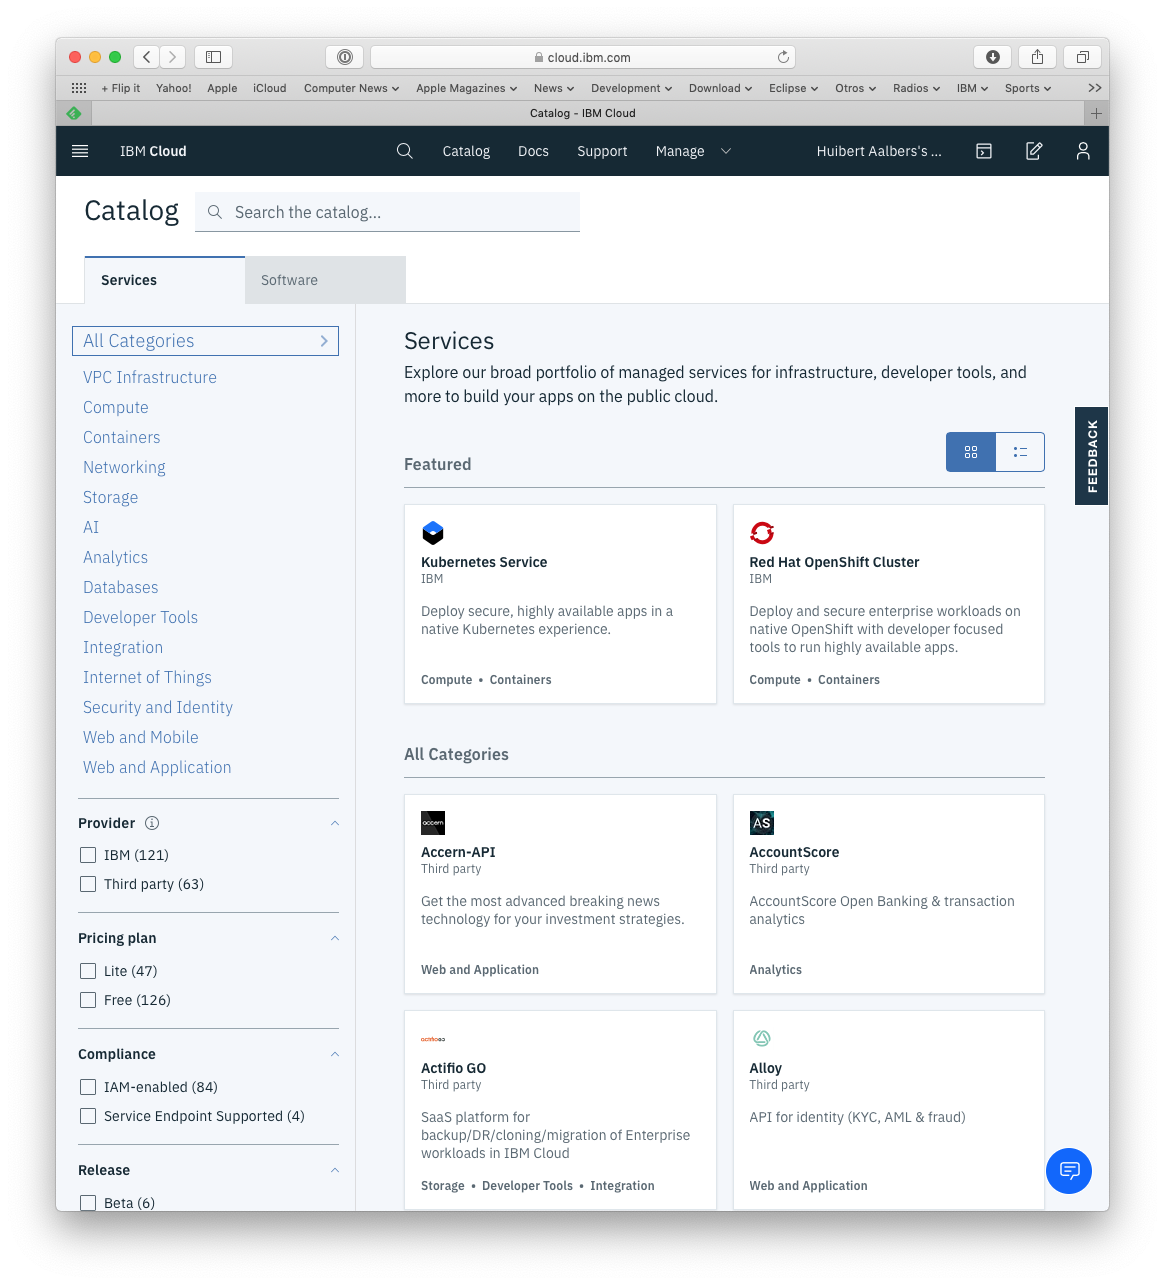 cloud.ibm.com
+ Flip it Yahoo! Apple iCloud Computer News Apple Magazines News Development Download Eclipse Otros Radios IBM Sports
Catalog - IBM Cloud
IBM Cloud Catalog Docs Support Manage Huibert Aalbers's ...
Catalog Search the catalog...
Services Software
All Categories
VPC Infrastructure
Compute
Containers
Networking
Storage
AI
Analytics
Databases
Developer Tools
Integration
Internet of Things
Security and Identity
Web and Mobile
Web and Application
Provider
IBM (121)
Third party (63)
Pricing plan
Lite (47)
Free (126)
Compliance
IAM-enabled (84)
Service Endpoint Supported (4)
Release
Beta (6)
Services
Explore our broad portfolio of managed services for infrastructure, developer tools, and
more to build your apps on the public cloud.
FEEDBACK
Featured
Kubernetes Service
IBM
Deploy secure, highly available apps in a
native Kubernetes experience.
Compute • Containers
Red Hat OpenShift Cluster
IBM
Deploy and secure enterprise workloads on
native OpenShift with developer focused
tools to run highly available apps.
Compute • Containers
All Categories
accern
Accern-API
Third party
Get the most advanced breaking news
technology for your investment strategies.
Web and Application
AS
AccountScore
Third party
AccountScore Open Banking & transaction
analytics
Analytics
actifio GO
Actifio GO
Third party
SaaS platform for
backup/DR/cloning/migration of Enterprise
workloads in IBM Cloud
Storage • Developer Tools • Integration
Alloy
Third party
API for identity (KYC, AML & fraud)
Web and Application